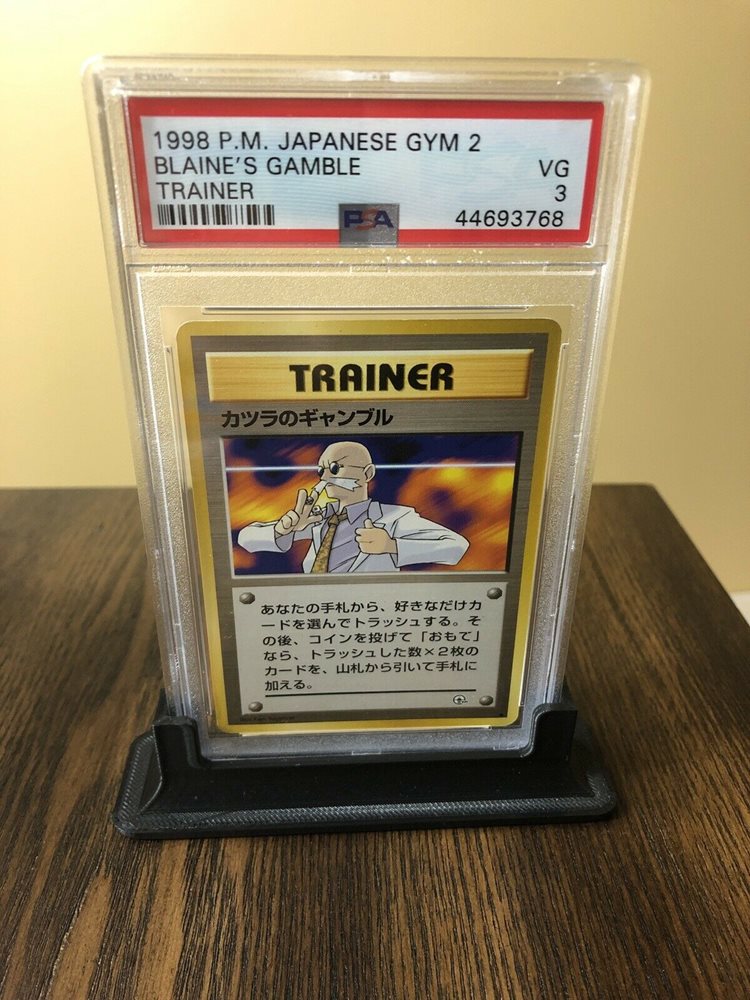 1998 P.M. JAPANESE GYM 2
BLAINE'S GAMBLE
VG
TRAINER
3
PSA
44693768
TRAINER
カツラのギャンブル
あなたの手札から、好きなだけカ
ードを選んでトラッシュする。そ
の後、コインを投げて「おもて」
なら、トラッシュした数×2枚の
カードを、山札から引いて手札に
加える。